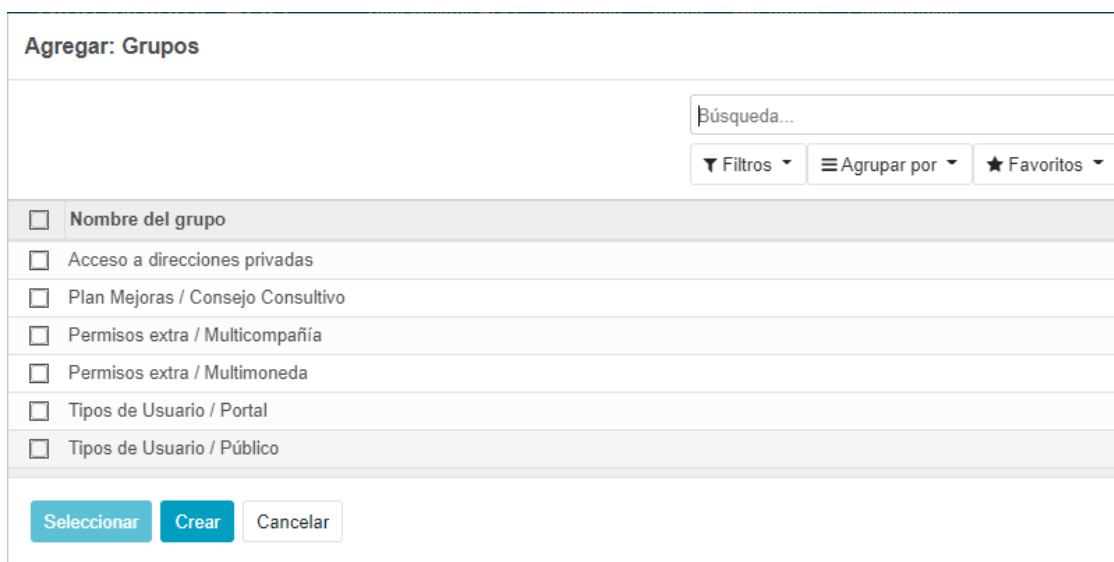 Agregar: Grupos
Búsqueda...
Filtros Agrupar por Favoritos
Nombre del grupo
Acceso a direcciones privadas
Plan Mejoras / Consejo Consultivo
Permisos extra / Multicompañía
Permisos extra / Multimoneda
Tipos de Usuario / Portal
Tipos de Usuario / Público
Seleccionar Crear Cancelar